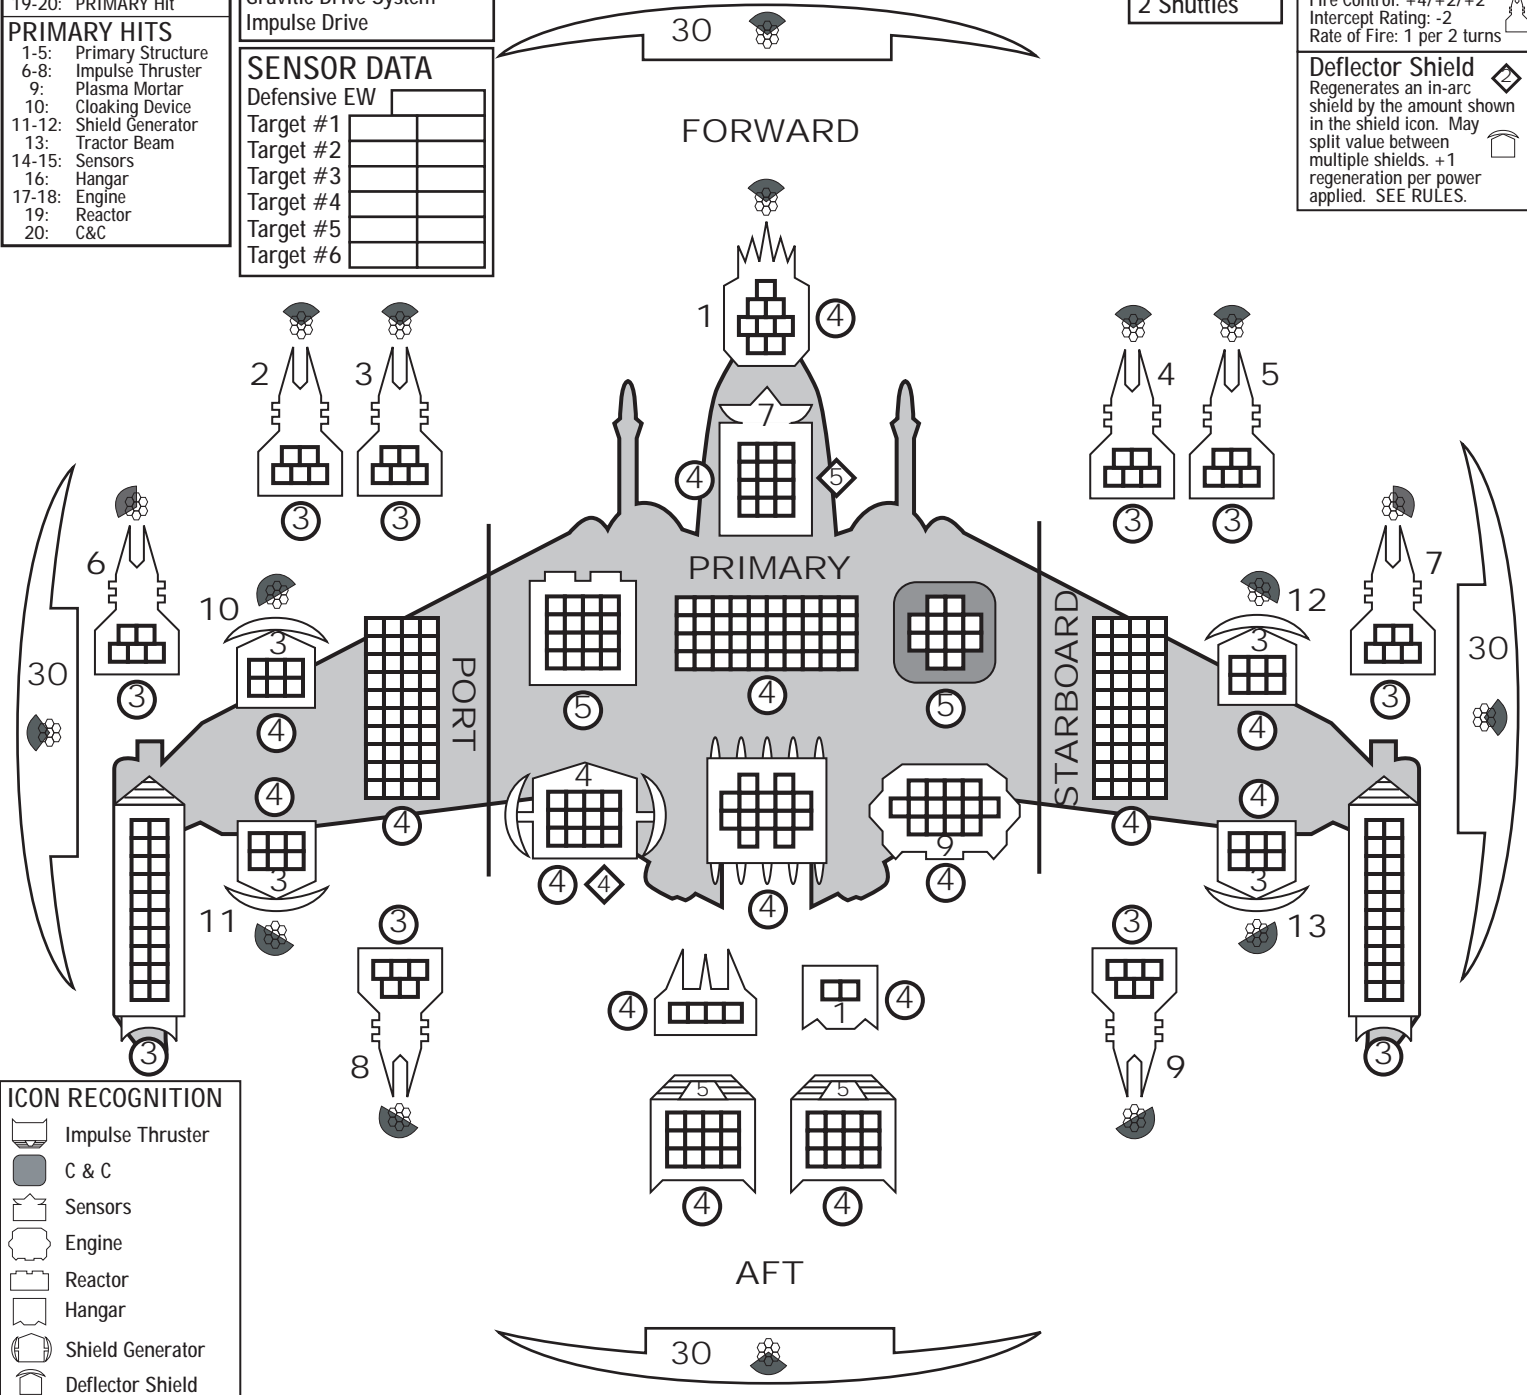 19-20: PRIMARY Hit
PRIMARY HITS
1-5: Primary Structure
6-8: Impulse Thruster
9: Plasma Mortar
10: Cloaking Device
11-12: Shield Generator
13: Tractor Beam
14-15: Sensors
16: Hangar
17-18: Engine
19: Reactor
20: C&C
Gravitic Drive System
Impulse Drive
SENSOR DATA
Defensive EW
Target #1
Target #2
Target #3
Target #4
Target #5
Target #6
30
FORWARD
2 Shuttles
Fire Control: +4/+2/+2
Intercept Rating: -2
Rate of Fire: 1 per 2 turns
Deflector Shield
2
Regenerates an in-arc
shield by the amount shown
in the shield icon. May
split value between
multiple shields. +1
regeneration per power
applied. SEE RULES.
1 4
2 3 4 5
7
4 5
3 3 3 3
6 7
PRIMARY
10 12
3 3
30 30
PORT
STARBOARD
3 3
4 5 4 5 4
4 4
4
4 4
9
3 3
4 4 4 4
11 13
3 3
4 1 4
3 3
8 9
5 5
4 4
AFT
30
ICON RECOGNITION
Impulse Thruster
C & C
Sensors
Engine
Reactor
Hangar
Shield Generator
Deflector Shield